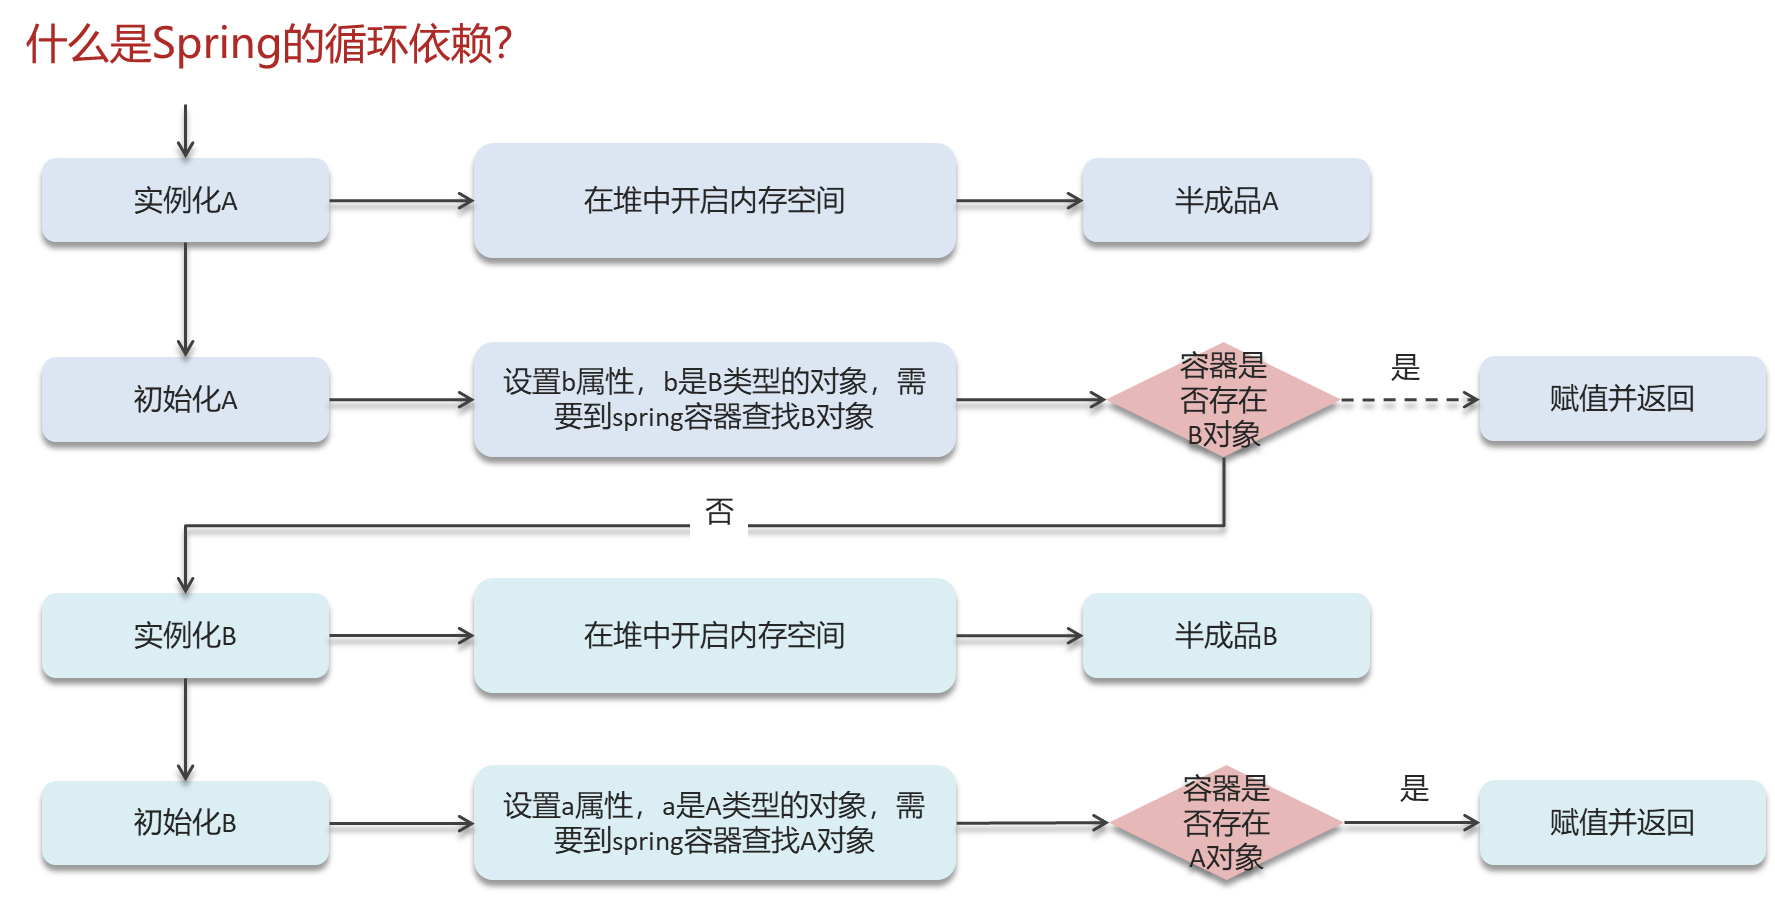 什么是Spring的循环依赖?
实例化A
在堆中开启内存空间
半成品A
初始化A
设置b属性，b是B类型的对象，需
要到spring容器查找B对象
容器是
否存在
B对象
是
赋值并返回
否
实例化B
在堆中开启内存空间
半成品B
初始化B
设置a属性，a是A类型的对象，需
要到spring容器查找A对象
容器是
否存在
A对象
是
赋值并返回